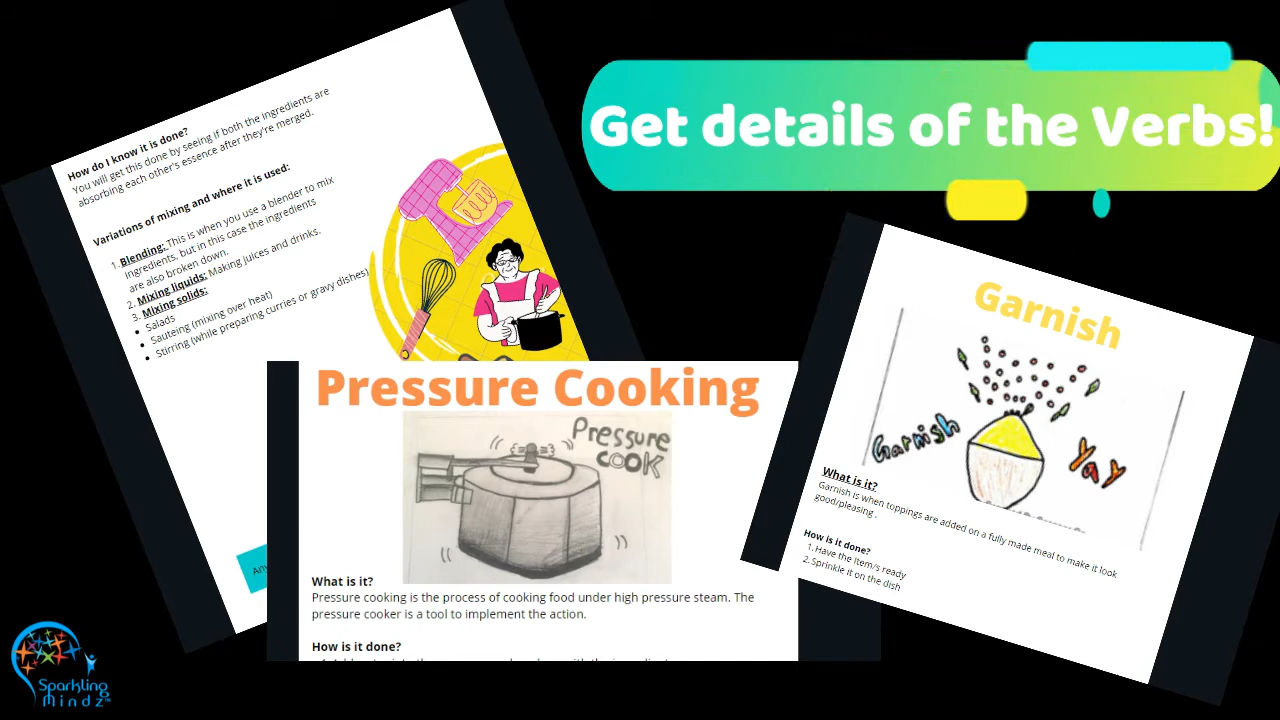 Get details of the Verbs!
How do I know it is done?
You will get this done by seeing if both the ingredients are
absorbing each other's essence after they're merged.
Variations of mixing and where it is used:
1. Blending: This is when you use a blender to mix
ingredients, but in this case the ingredients
are also broken down.
2. Mixing liquids: Making juices and drinks.
3. Mixing solids:
• Salads
• Sauteing (mixing over heat)
• Stirring (while preparing curries or gravy dishes)
Pressure Cooking
Pressure
COOK
What is it?
Pressure cooking is the process of cooking food under high pressure steam. The
pressure cooker is a tool to implement the action.
How is it done?
Garnish
Garnish
Yay
What is it?
Garnish is when toppings are added on a fully made meal to make it look
good/pleasing.
How is it done?
1. Have the Item/s ready
2. Sprinkle it on the dish
Sparkling
Mindz™